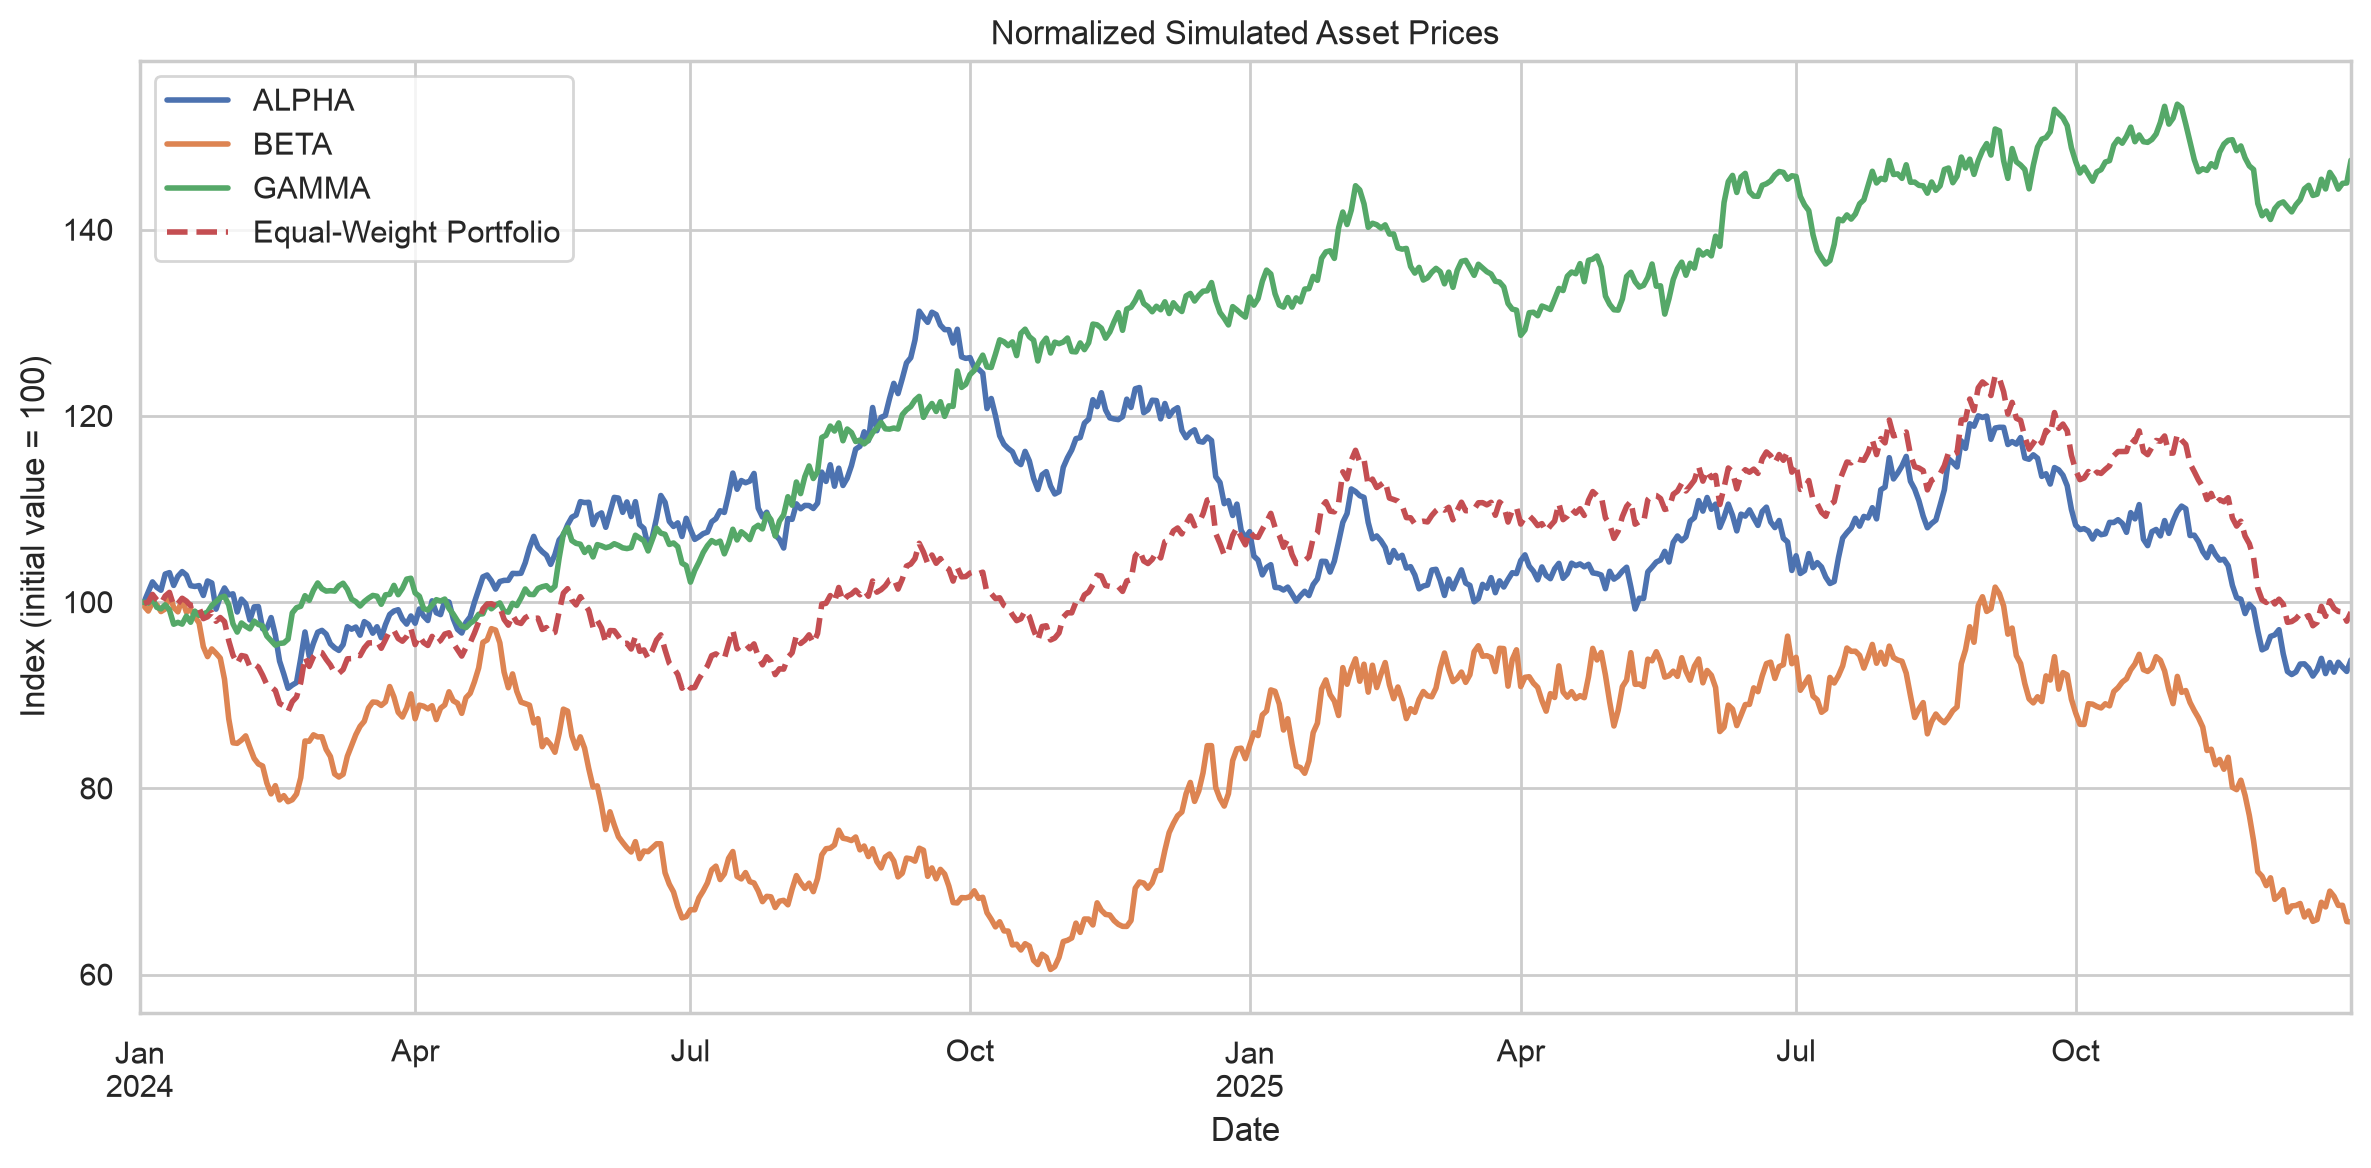 Normalized Simulated Asset Prices
ALPHA
BETA
GAMMA
Equal-Weight Portfolio
Index (initial value = 100)
140
120
100
80
60
Jan
2024
Apr
Jul
Oct
Jan
2025
Apr
Jul
Oct
Date